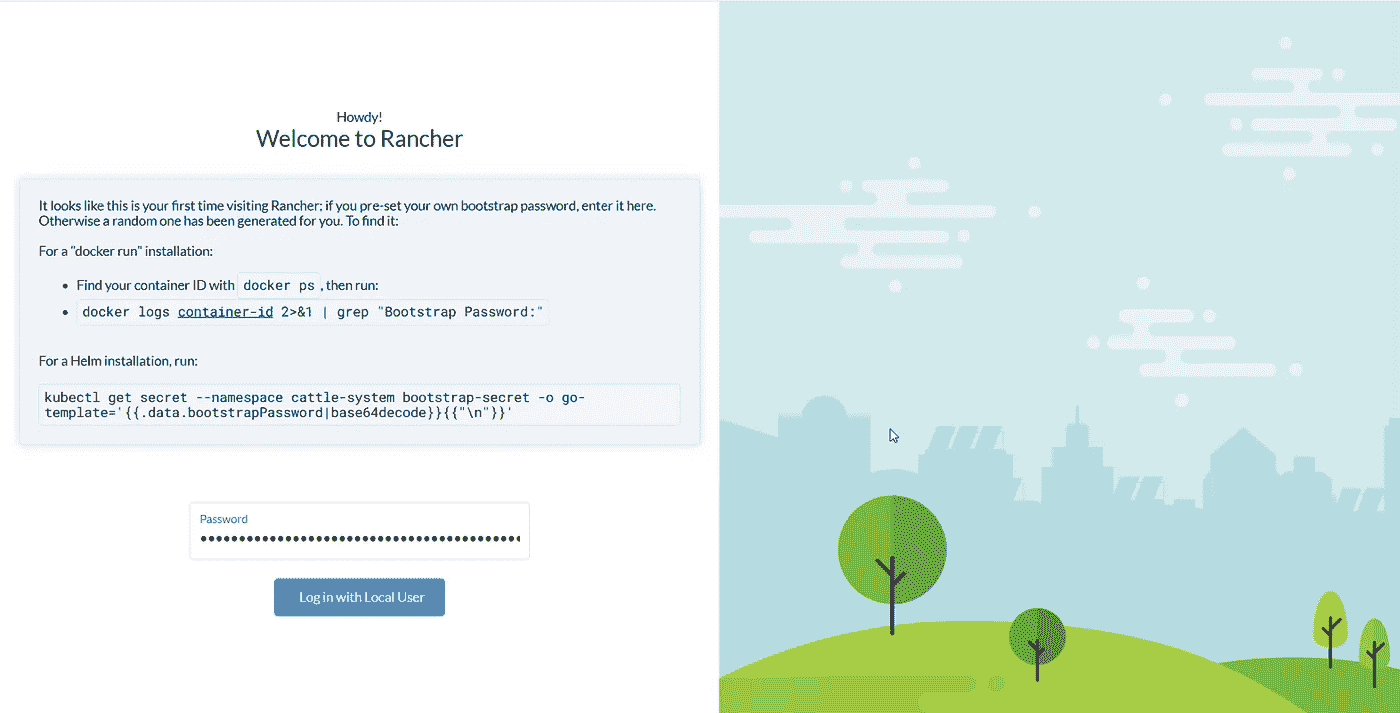 Howdy!
Welcome to Rancher
It looks like this is your first time visiting Rancher; if you pre-set your own bootstrap password, enter it here.
Otherwise a random one has been generated for you. To find it:
For a "docker run" installation:
• Find your container ID with docker ps , then run:
• docker logs container-id 2>&1 | grep "Bootstrap Password:"
For a Helm installation, run:
kubectl get secret --namespace cattle-system bootstrap-secret -o go-
template='{{.data.bootstrapPassword|base64decode}}{{"\n"}}'
Password
Log in with Local User